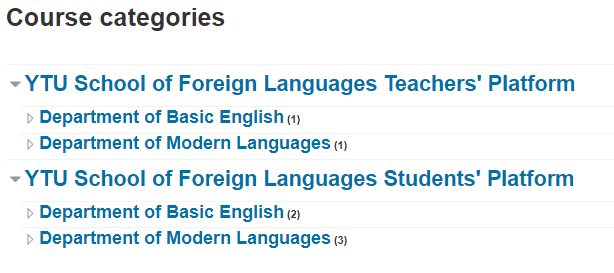 Course categories
YTU School of Foreign Languages Teachers' Platform
Department of Basic English (1)
Department of Modern Languages (1)
YTU School of Foreign Languages Students' Platform
Department of Basic English (2)
Department of Modern Languages (3)